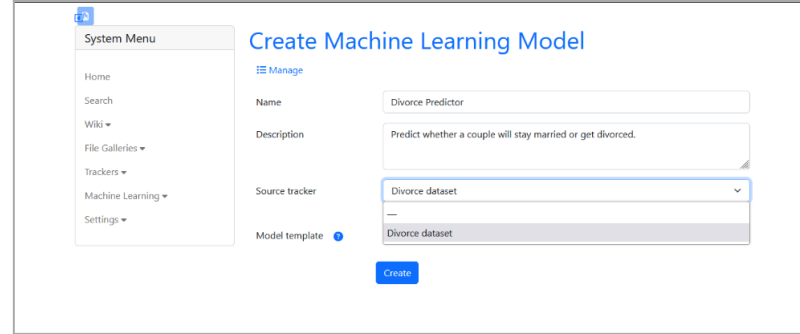 System Menu
Home
Search
Wiki
File Galleries
Trackers
Machine Learning
Settings
Create Machine Learning Model
Manage
Name
Divorce Predictor
Description
Predict whether a couple will stay married or get divorced.
Source tracker
Divorce dataset
—
Divorce dataset
Model template ?
Create